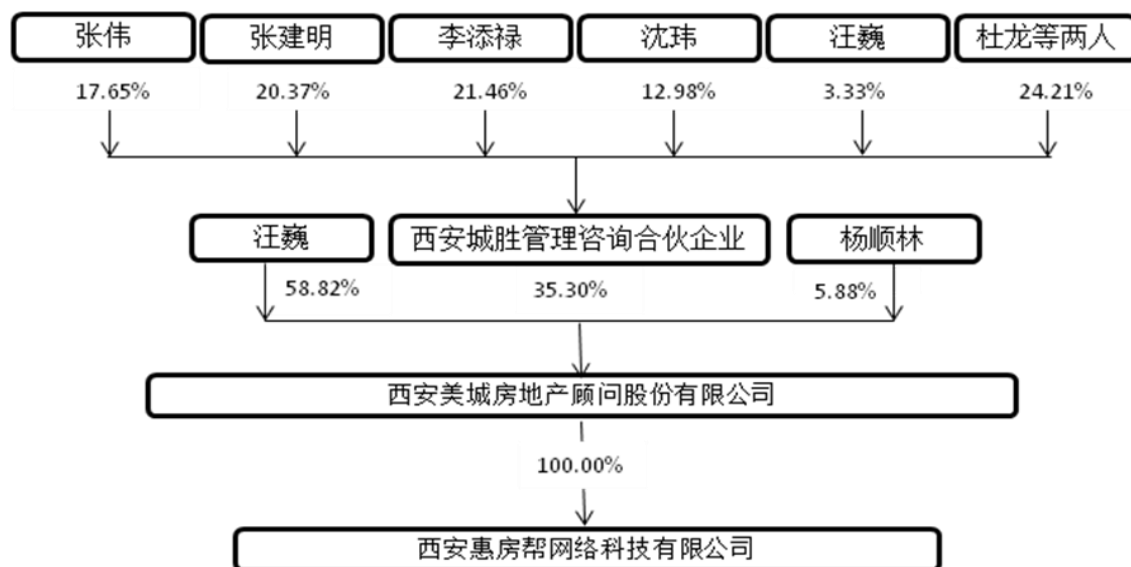 张伟 张建明 李添禄 沈玮 汪巍 杜龙等两人
17.65% 20.37% 21.46% 12.98% 3.33% 24.21%
汪巍 西安城胜管理咨询合伙企业 杨顺林
58.82% 35.30% 5.88%
西安美城房地产顾问股份有限公司
100.00%
西安惠房帮网络科技有限公司